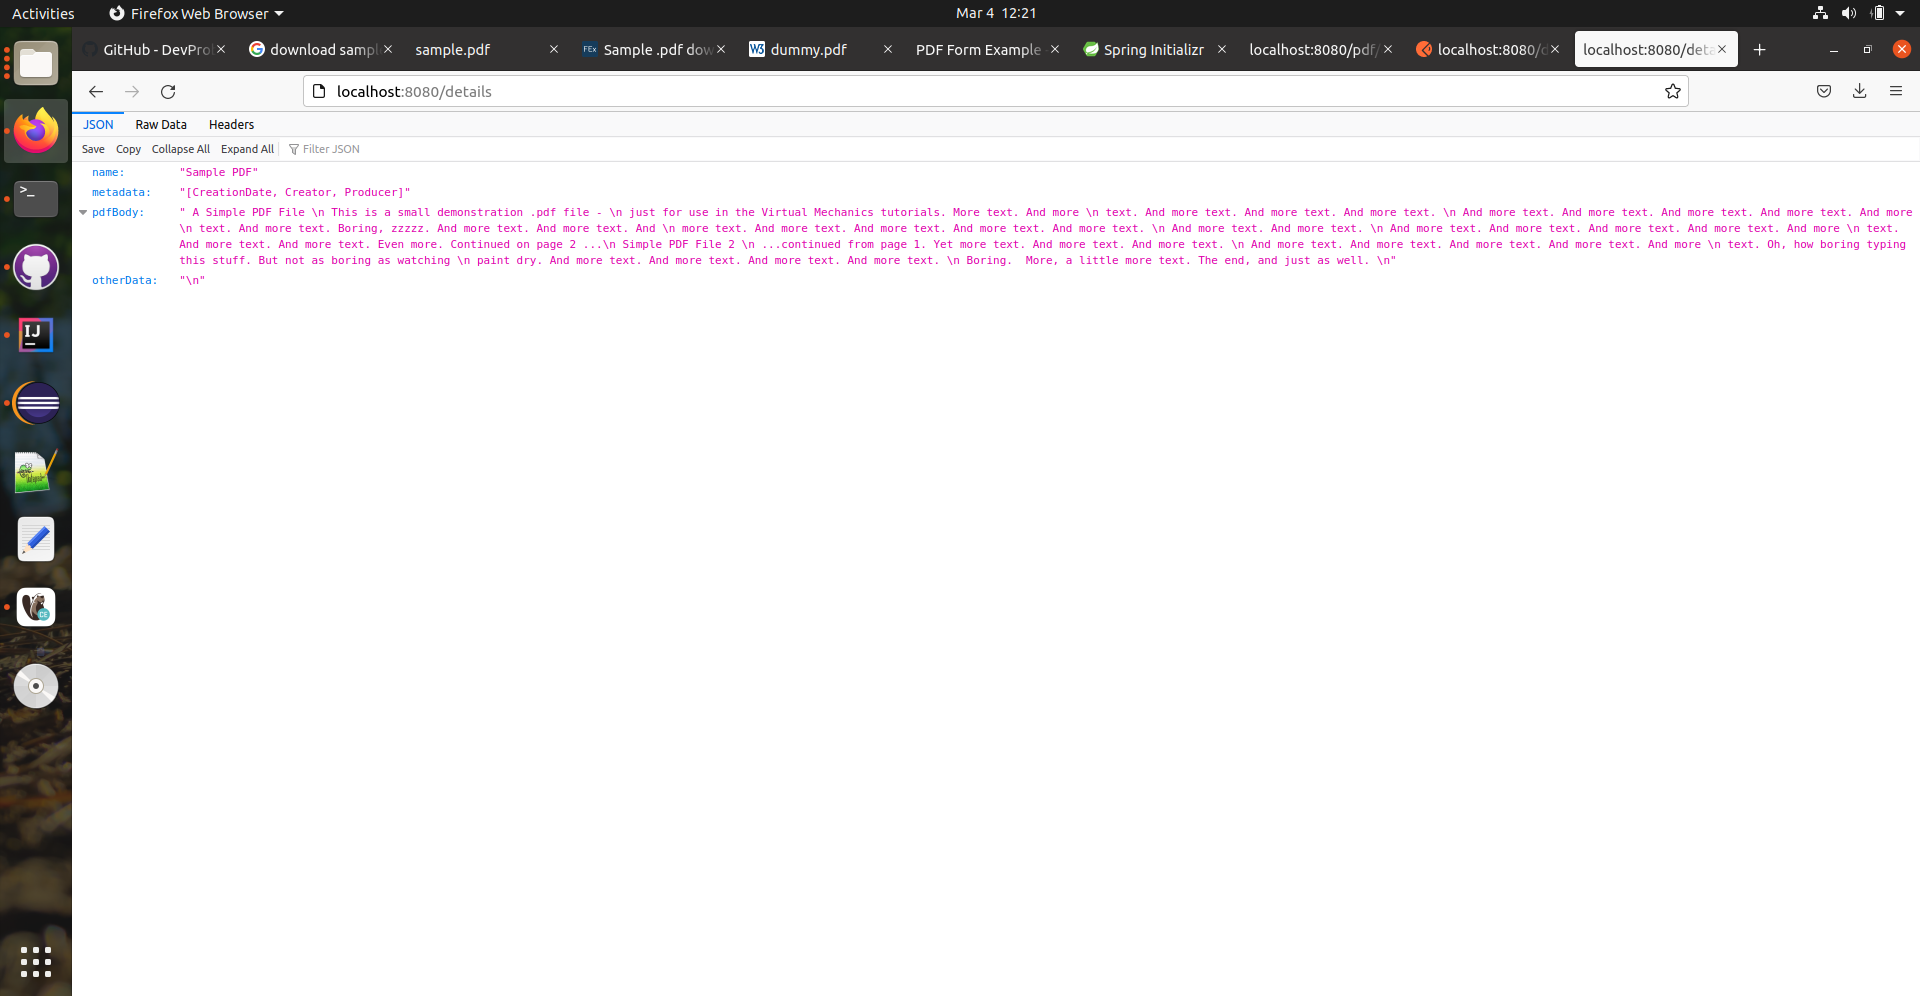 Activities
Firefox Web Browser
Mar 4 12:21
GitHub - DevPro
download sampl
sample.pdf
FEx Sample .pdf dow
W3 dummy.pdf
PDF Form Example
Spring Initializr
localhost:8080/pdf/
localhost:8080/d
localhost:8080/deta
localhost:8080/details
JSON Raw Data Headers
Save Copy Collapse All Expand All Filter JSON
name: "Sample PDF"
metadata: "[CreationDate, Creator, Producer]"
pdfBody: " A Simple PDF File \n This is a small demonstration .pdf file - \n just for use in the Virtual Mechanics tutorials. More text. And more \n text. And more text. And more text. And more text. \n And more text. And more text. And more text. And more text. And more
\n text. And more text. Boring, zzzzz. And more text. And more text. And \n more text. And more text. And more text. And more text. And more text. \n And more text. And more text. \n And more text. And more text. And more text. And more text. And more \n text.
And more text. And more text. Even more. Continued on page 2 ...\n Simple PDF File 2 \n ...continued from page 1. Yet more text. And more text. And more text. \n And more text. And more text. And more text. And more text. And more \n text. Oh, how boring typing
this stuff. But not as boring as watching \n paint dry. And more text. And more text. And more text. And more text. \n Boring.  More, a little more text. The end, and just as well. \n"
otherData: "\n"
>_
IJ
CE